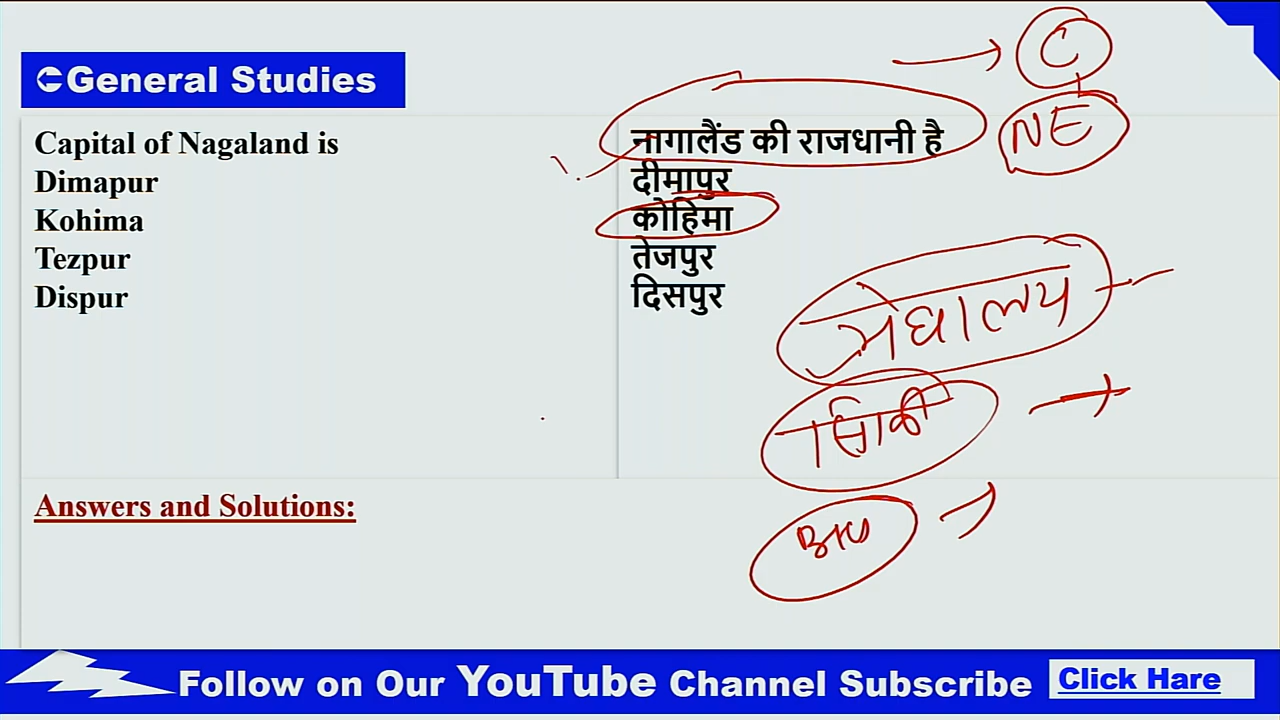 General Studies
Capital of Nagaland is
Dimapur
Kohima
Tezpur
Dispur
नागालैंड की राजधानी है
दीमापुर
कोहिमा
तेजपुर
दिसपुर
C
NE
मेघालय
Answers and Solutions:
Follow on Our YouTube Channel Subscribe
Click Hare